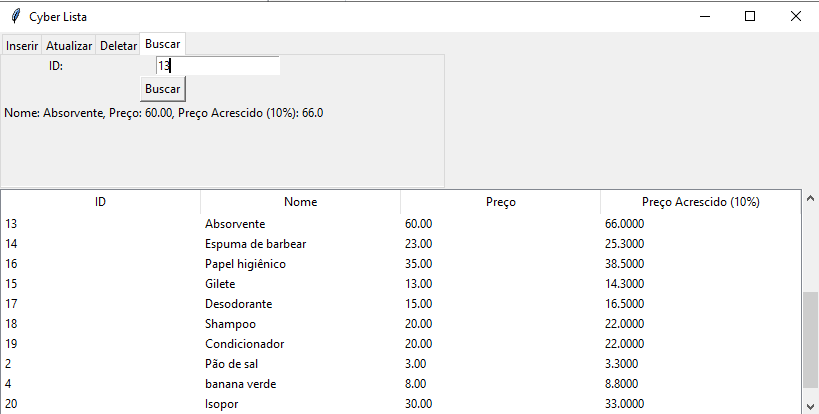 Cyber Lista
Inserir Atualizar Deletar Buscar
ID: 13
Buscar
Nome: Absorvente, Preço: 60.00, Preço Acrescido (10%): 66.0
ID Nome Preço Preço Acrescido (10%)
13 Absorvente 60.00 66.0000
14 Espuma de barbear 23.00 25.3000
16 Papel higiênico 35.00 38.5000
15 Gilete 13.00 14.3000
17 Desodorante 15.00 16.5000
18 Shampoo 20.00 22.0000
19 Condicionador 20.00 22.0000
2 Pão de sal 3.00 3.3000
4 banana verde 8.00 8.8000
20 Isopor 30.00 33.0000